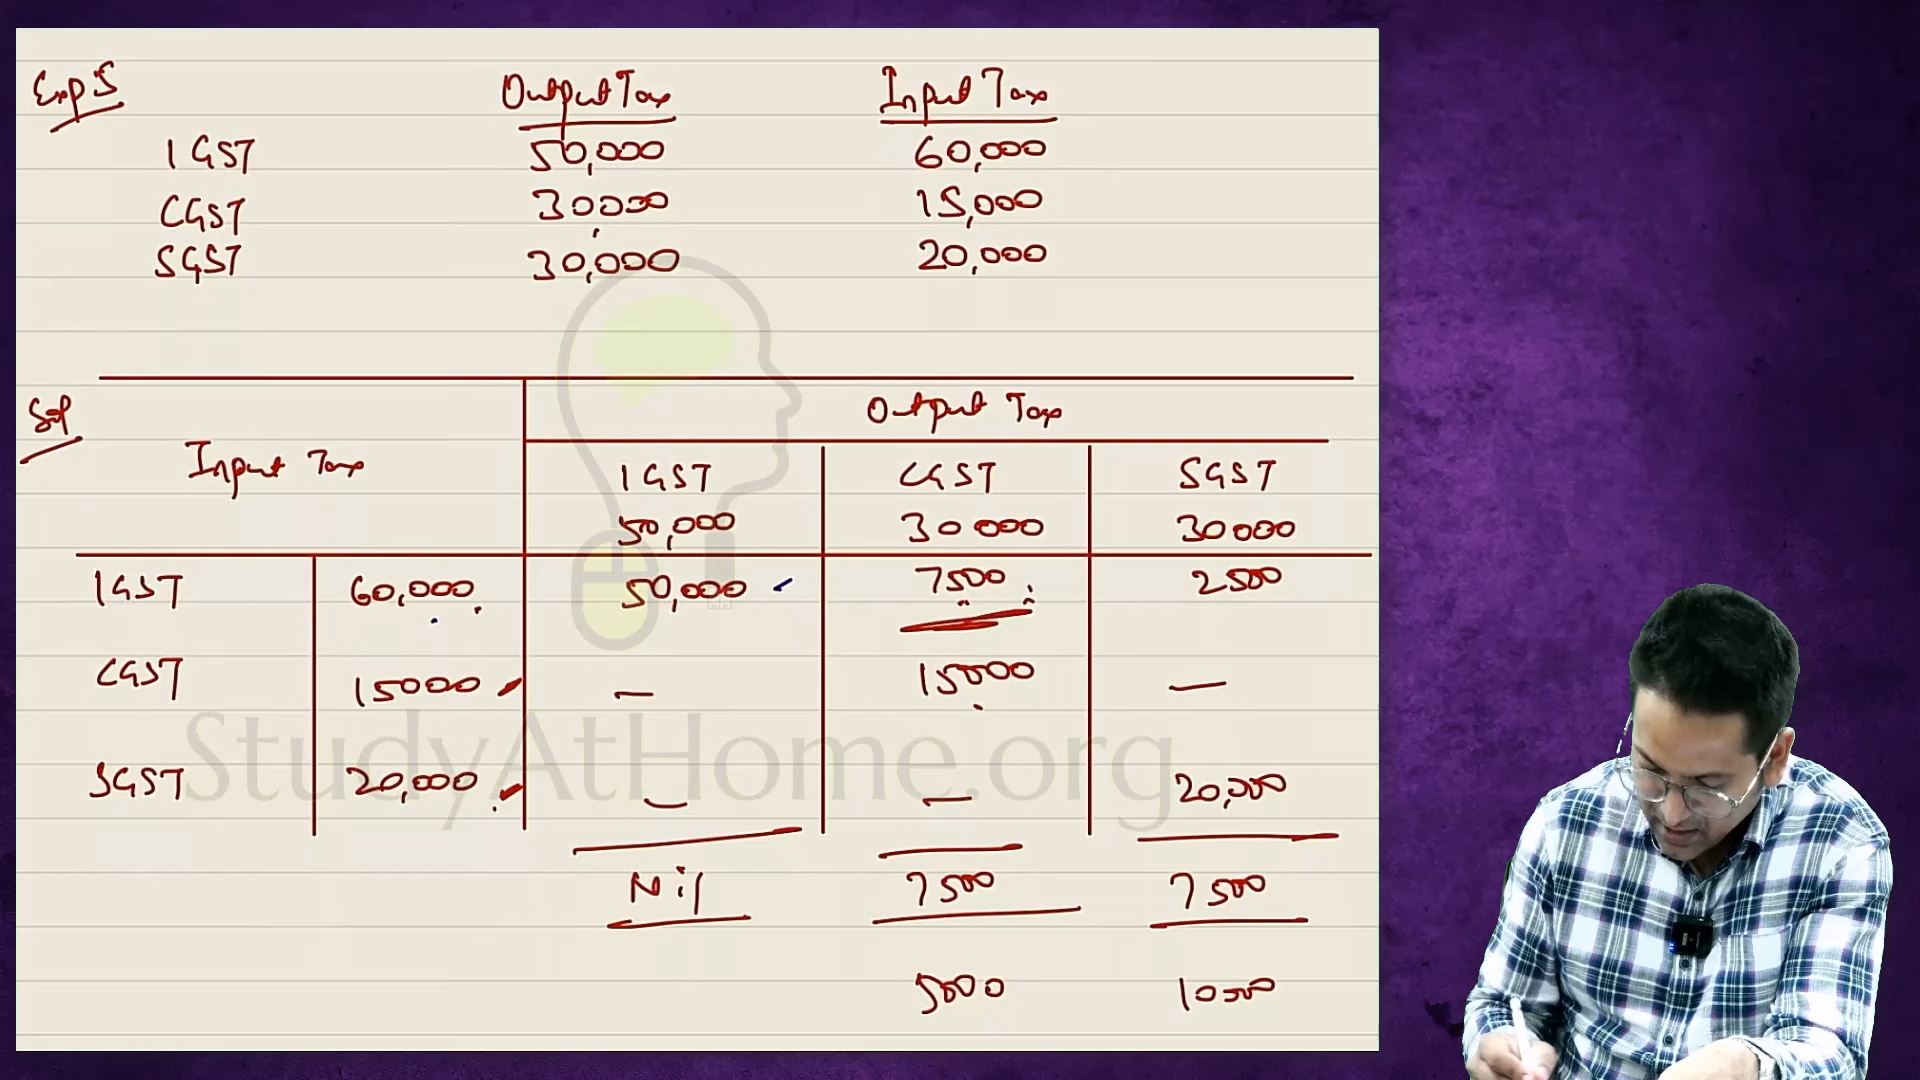 Exp 5 Output Tax Input Tax
IGST 50,000 60,000
CGST 30,000 15,000
SGST 30,000 20,000
Sol Input Tax Output Tax
IGST CGST SGST
50,000 30000 30000
IGST 60,000 50,000 7500 2500
CGST 15000 — 15000 —
SGST 20,000 — — 20,000
StudyAtHome.org
Nil 7500 7500
5000 10000